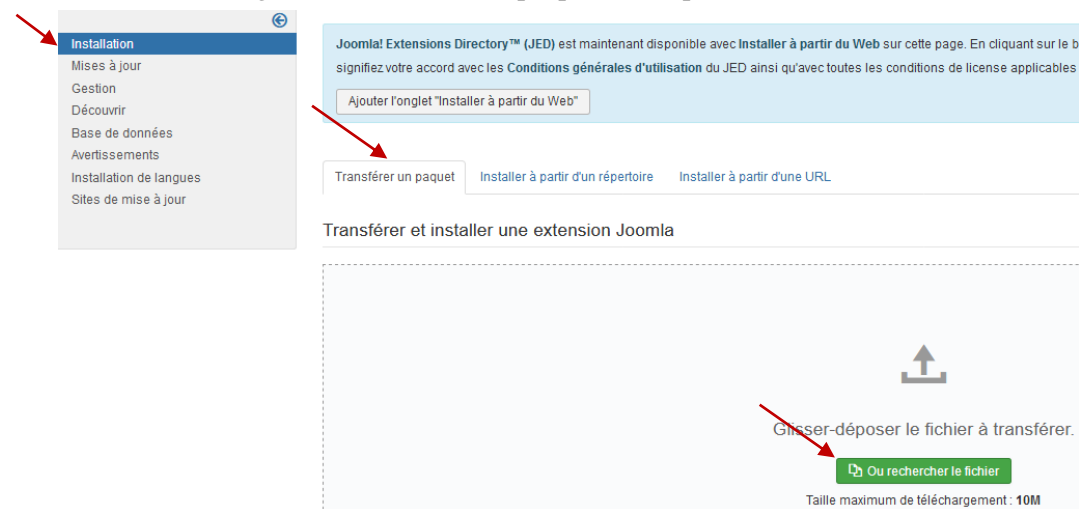 Installation
Mises à jour
Gestion
Découvrir
Base de données
Avertissements
Installation de langues
Sites de mise à jour
Joomla! Extensions Directory™ (JED) est maintenant disponible avec Installer à partir du Web sur cette page. En cliquant sur le b
signifiez votre accord avec les Conditions générales d'utilisation du JED ainsi qu'avec toutes les conditions de license applicables
Ajouter l'onglet "Installer à partir du Web"
Transférer un paquet Installer à partir d'un répertoire Installer à partir d'une URL
Transférer et installer une extension Joomla
Glisser-déposer le fichier à transférer.
Ou rechercher le fichier
Taille maximum de téléchargement : 10M